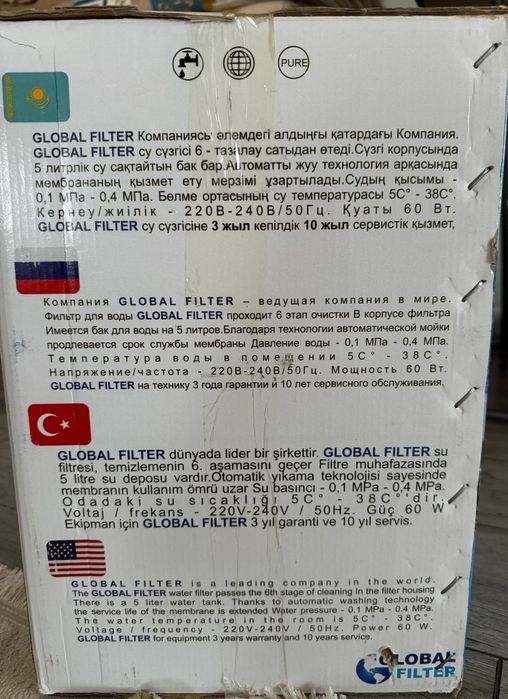 PURE
GLOBAL FILTER Компаниясы әлемдегі алдыңғы қатардағы Компания.
GLOBAL FILTER су сүзгісі 6 - тазалау сатыдан өтеді.Сүзгі корпусында
5 литрлік су сақтайтын бак бар.Автоматты жуу технология арқасында
мембрананың қызмет ету мерзімі ұзартылады.Судың қысымы -
0,1 МПа - 0,4 МПа. Бөлме ортасының су температурасы 5С° - 38С°.
Кернеу/жиілік - 220В-240В/50Гц. Қуаты 60 Вт.
GLOBAL FILTER су сүзгісіне 3 жыл кепілдік 10 жыл сервистік қызмет,
Компания GLOBAL FILTER – ведущая компания в мире.
Фильтр для воды GLOBAL FILTER проходит 6 этап очистки В корпусе фильтра
Имеется бак для воды на 5 литров.Благодаря технологии автоматической мойки
продлевается срок службы мембраны Давление воды - 0,1 МПа - 0,4 МПа.
Температура воды в помещении 5С° - 38С°.
Напряжение/частота - 220В-240В/50Гц. Мощность 60 Вт.
GLOBAL FILTER на технику 3 года гарантии и 10 лет сервисного обслуживания.
GLOBAL FILTER dünyada lider bir şirkettir. GLOBAL FILTER su
filtresi, temizlemenin 6. aşamasını geçer Filtre muhafazasında
5 litre su deposu vardır.Otomatik yıkama teknolojisi sayesinde
membranın kullanım ömrü uzar Su basıncı - 0,1 MPa - 0,4 MPa.
Odadaki su sıcaklığı 5C° - 38C°'dir.
Voltaj / frekans - 220V-240V / 50Hz. Güç 60 W
Ekipman için GLOBAL FILTER 3 yıl garanti ve 10 yıl servis.
GLOBAL FILTER is a leading company in the world.
The GLOBAL FILTER water filter passes the 6th stage of cleaning In the filter housing
There is a 5 liter water tank. Thanks to automatic washing technology
the service life of the membrane is extended Water pressure - 0.1 MPa - 0.4 MPa.
The water temperature in the room is 5C° - 38C°.
Voltage / frequency - 220V-240V / 50Hz. Power 60 W.
GLOBAL FILTER for equipment 3 years warranty and 10 years service.
GLOBAL
FILTER